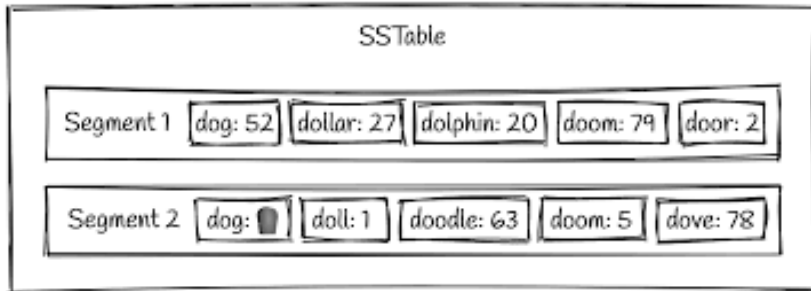 SSTable
Segment 1 dog: 52 dollar: 27 dolphin: 20 doom: 79 door: 2
Segment 2 dog: doll: 1 doodle: 63 doom: 5 dove: 78